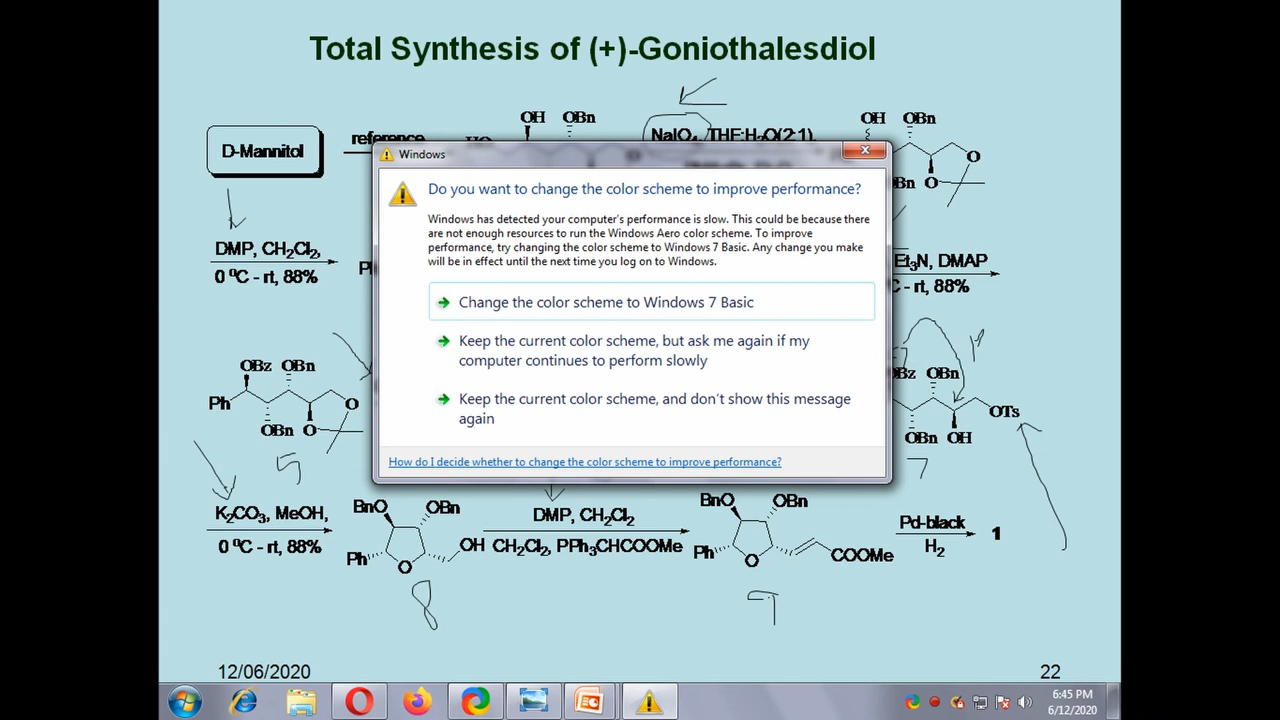 Total Synthesis of (+)-Goniothalesdiol
OH OBn OH OBn
D-Mannitol reference NaIO4, THF:H2O(2:1),
O
Bn O
Windows
Do you want to change the color scheme to improve performance?
Windows has detected your computer's performance is slow. This could be because there
are not enough resources to run the Windows Aero color scheme. To improve
performance, try changing the color scheme to Windows 7 Basic. Any change you make
will be in effect until the next time you log on to Windows.
Change the color scheme to Windows 7 Basic
Keep the current color scheme, but ask me again if my
computer continues to perform slowly
Keep the current color scheme, and don't show this message
again
How do I decide whether to change the color scheme to improve performance?
DMP, CH2Cl2,
0 °C - rt, 88%
Et3N, DMAP
C - rt, 88%
OBz OBn
Ph O
OBn O
5
Bz OBn
OTs
OBn OH
7
K2CO3, MeOH,
0 °C - rt, 88%
BnO OBn
Ph OH
O
8
DMP, CH2Cl2
CH2Cl2, PPh3CHCOOMe
BnO OBn
Ph COOMe
O
9
Pd-black
H2
1
12/06/2020 22
6:45 PM
6/12/2020